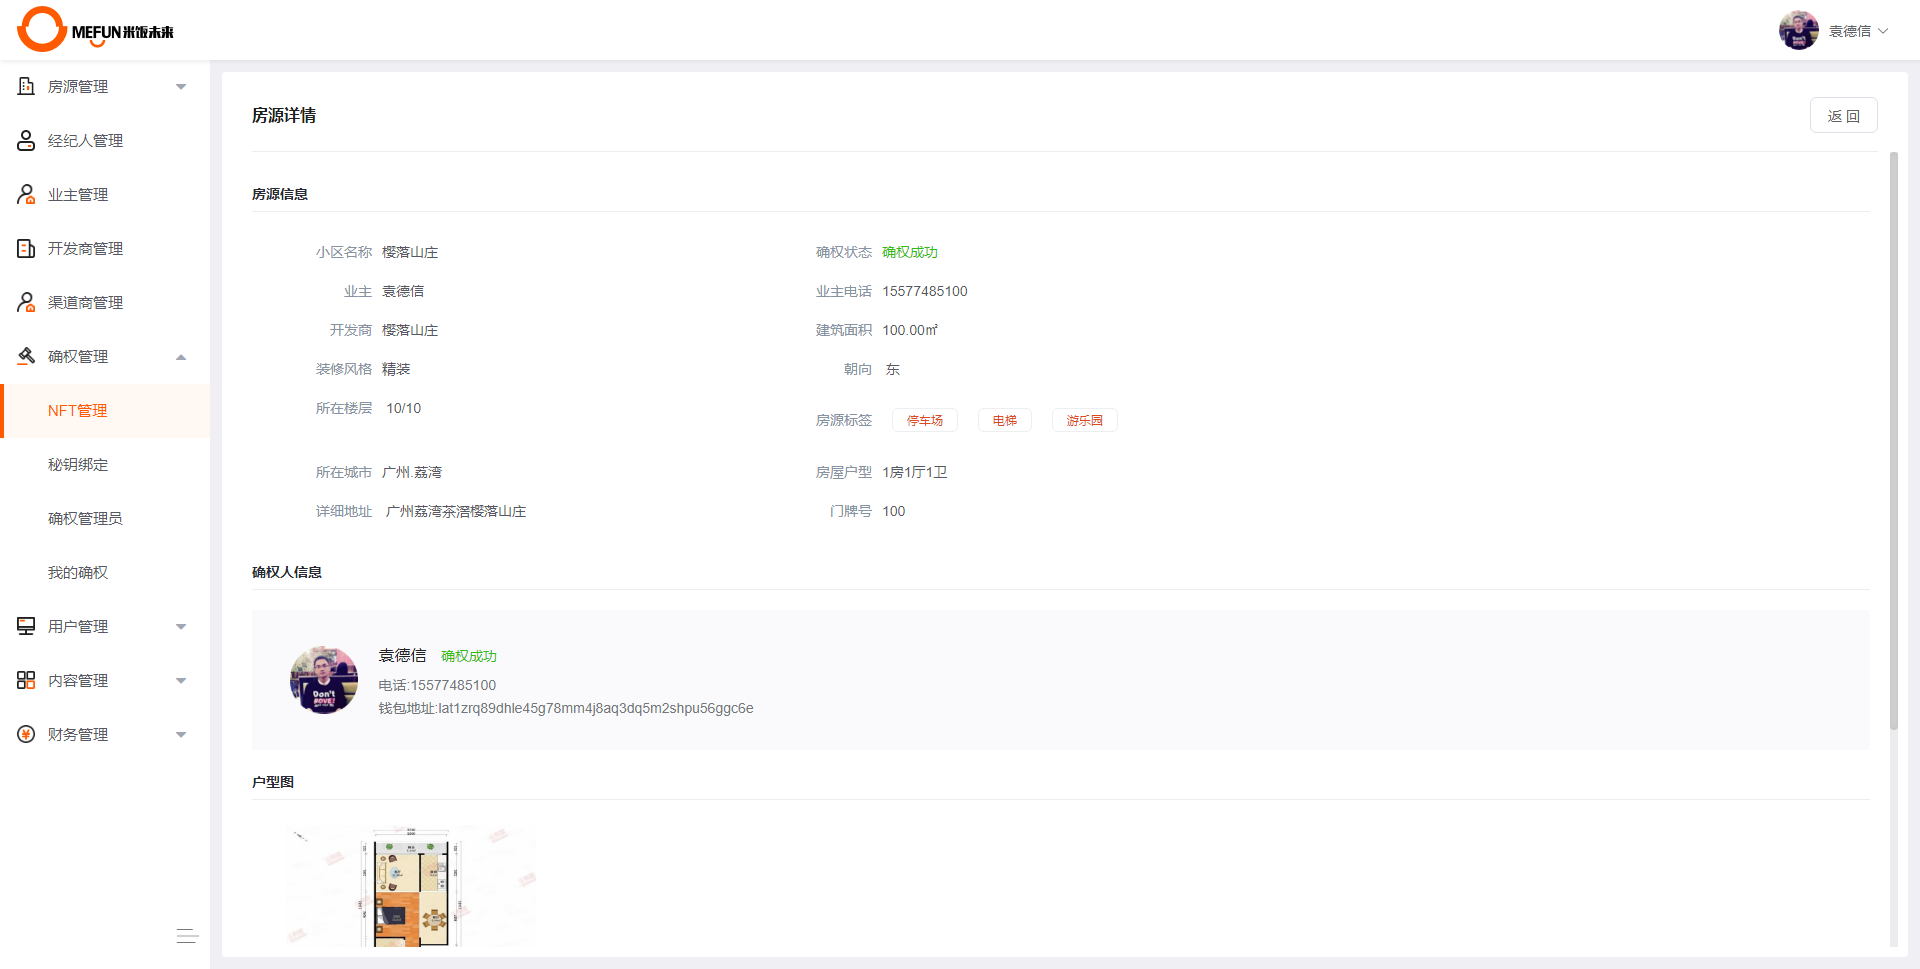 MEFUN米饭未来
袁德信
房源管理
经纪人管理
业主管理
开发商管理
渠道商管理
确权管理
NFT管理
秘钥绑定
确权管理员
我的确权
用户管理
内容管理
财务管理
房源详情
返 回
房源信息
小区名称 樱落山庄
确权状态 确权成功
业主 袁德信
业主电话 15577485100
开发商 樱落山庄
建筑面积 100.00㎡
装修风格 精装
朝向 东
所在楼层 10/10
房源标签 停车场 电梯 游乐园
所在城市 广州.荔湾
房屋户型 1房1厅1卫
详细地址 广州荔湾茶滘樱落山庄
门牌号 100
确权人信息
袁德信 确权成功
电话:15577485100
钱包地址:lat1zrq89dhle45g78mm4j8aq3dq5m2shpu56ggc6e
户型图